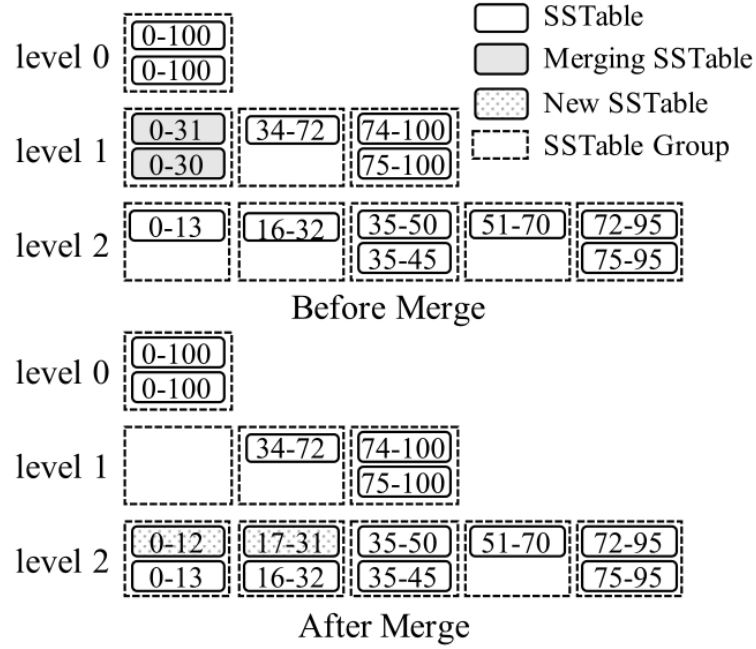 SSTable
Merging SSTable
New SSTable
SSTable Group
level 0
0-100
0-100
level 1
0-31 34-72 74-100
0-30 75-100
level 2
0-13 16-32 35-50 51-70 72-95
35-45 75-95
Before Merge
level 0
0-100
0-100
level 1
34-72 74-100
75-100
level 2
0-12 17-31 35-50 51-70 72-95
0-13 16-32 35-45 75-95
After Merge